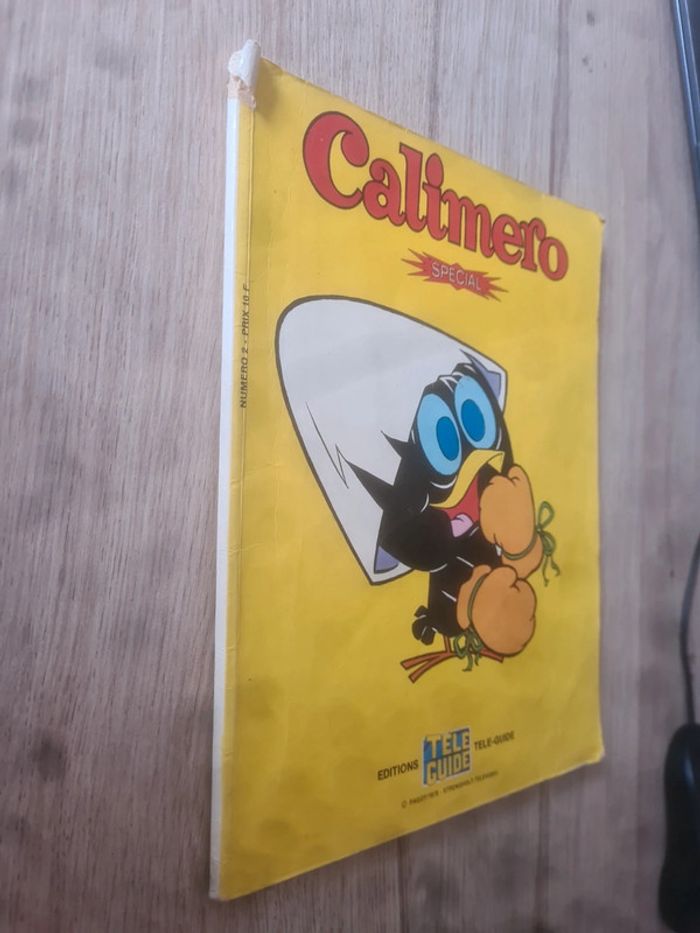 Calimero
SPECIAL
NUMERO 2 - PRIX 10 F
EDITIONS TELE GUIDE TELE-GUIDE